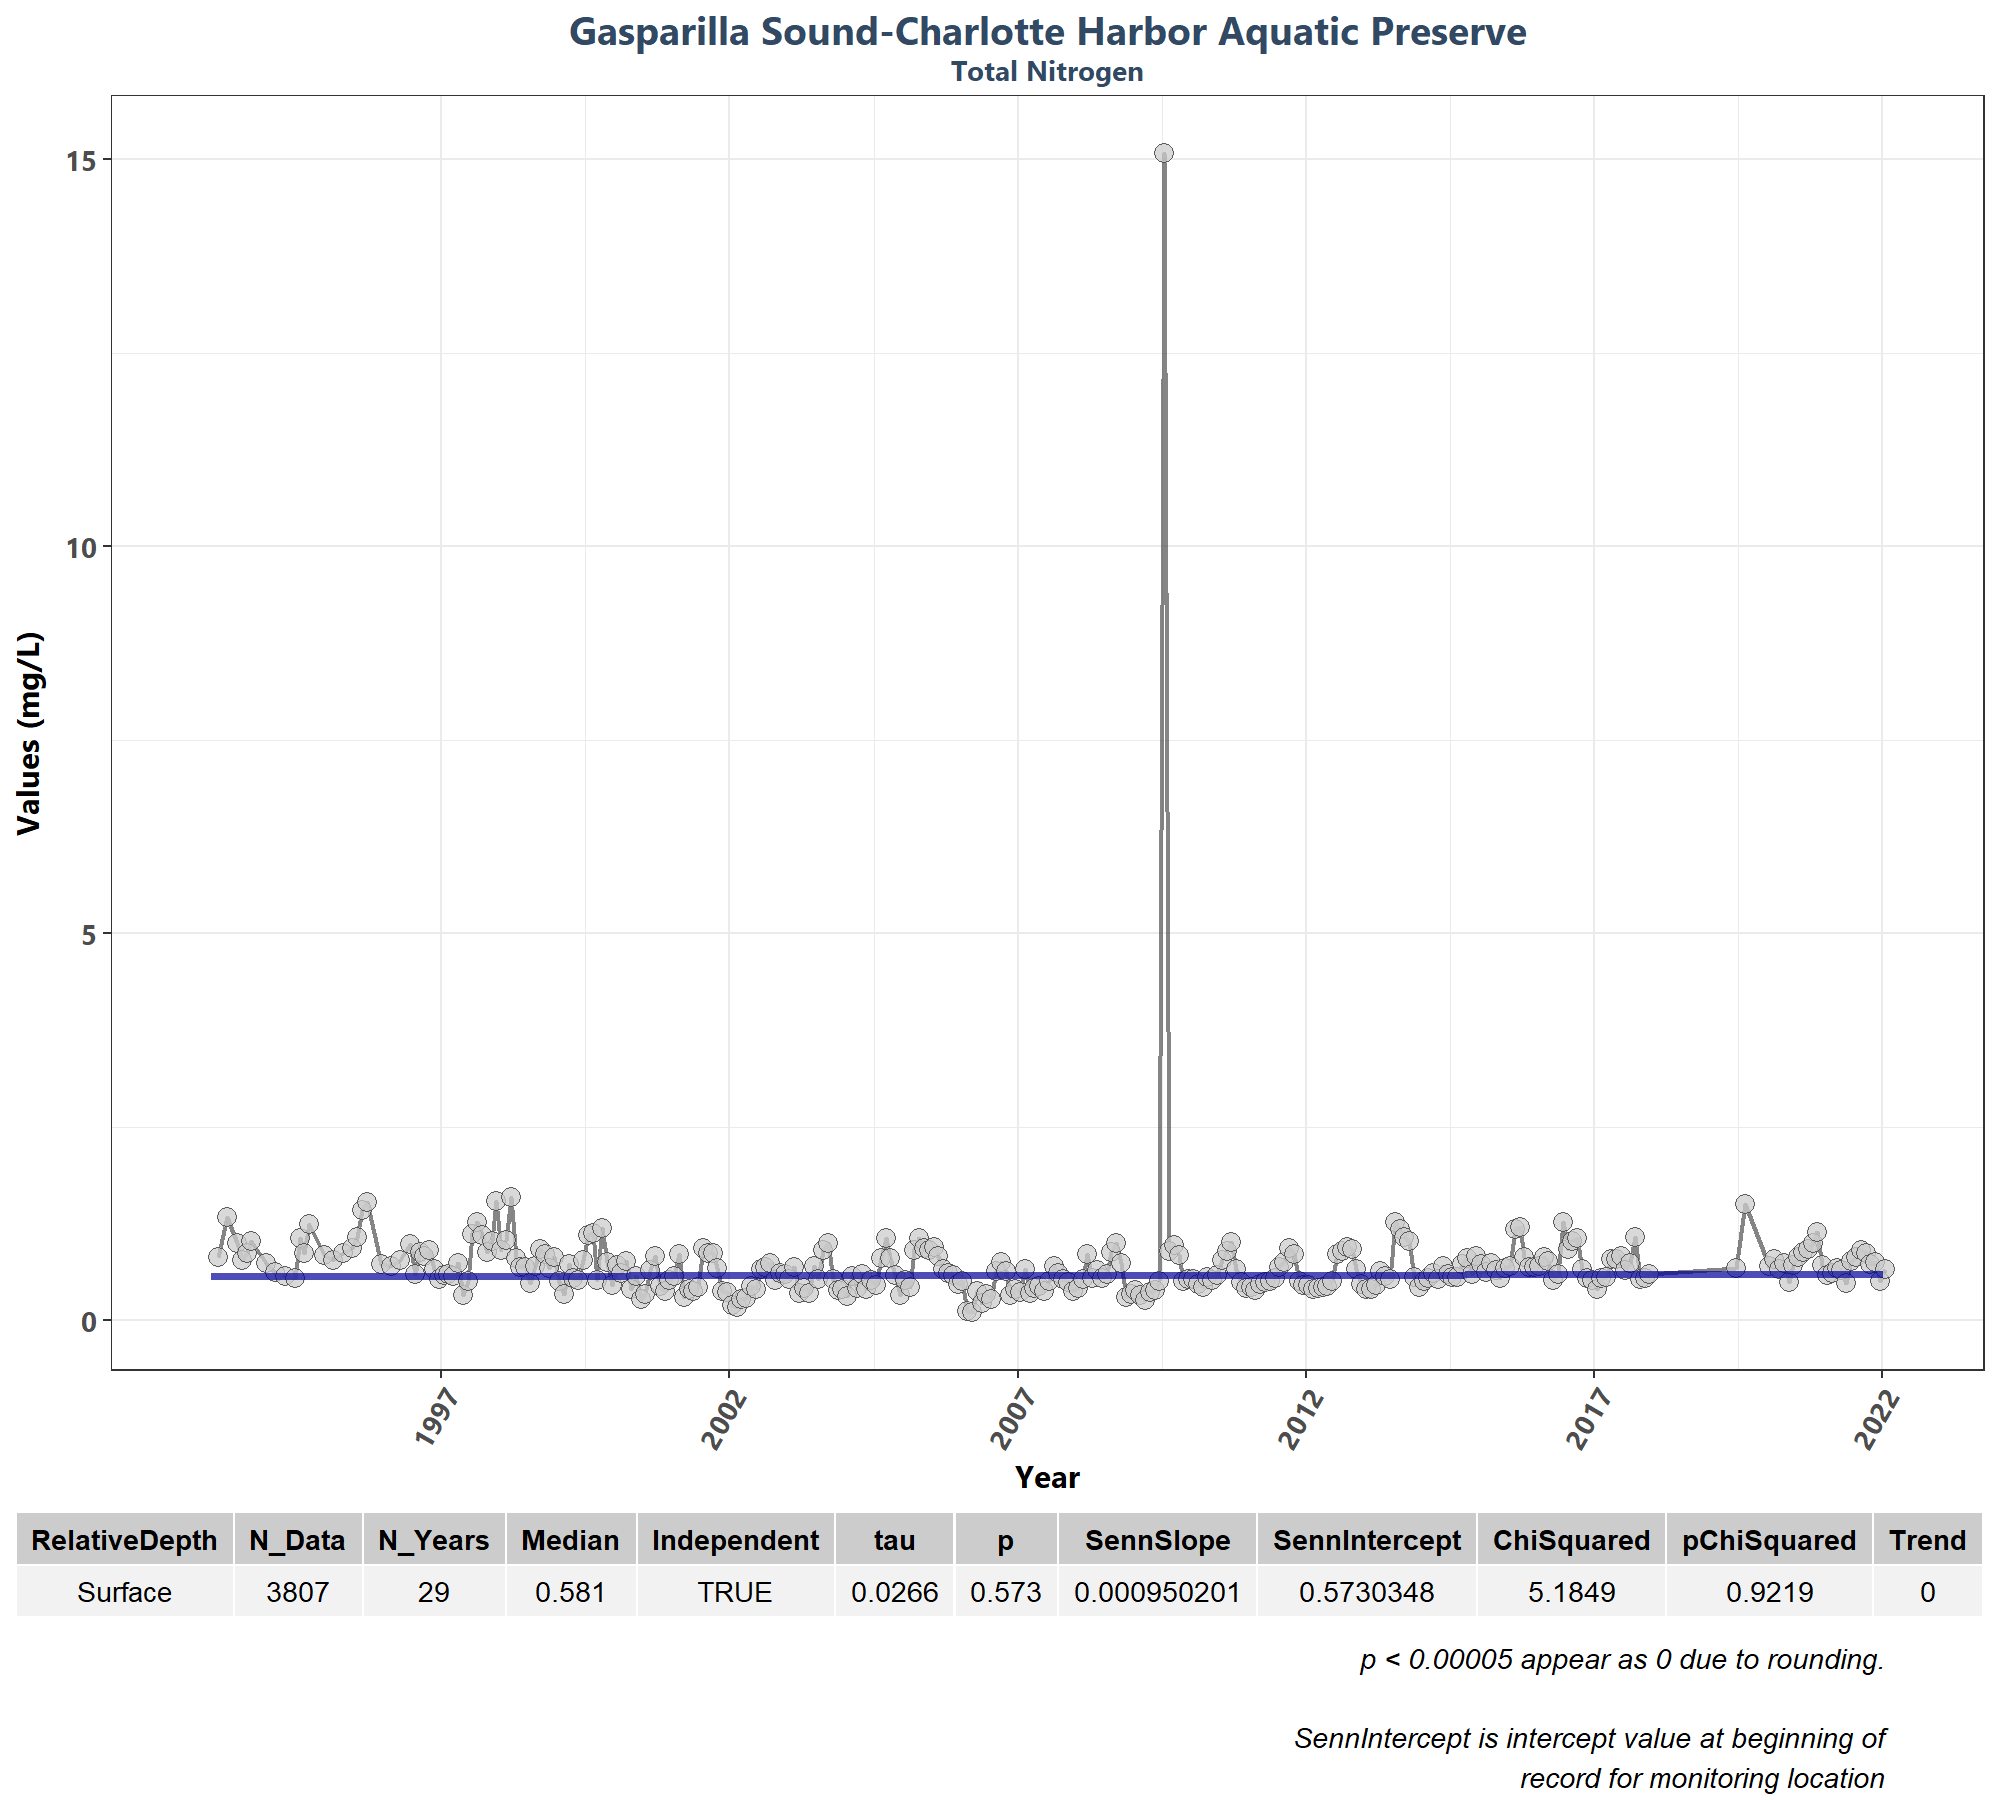 Gasparilla Sound-Charlotte Harbor Aquatic Preserve
Total Nitrogen
15
10
5
0
Values (mg/L)
1997 2002 2007 2012 2017 2022
Year
RelativeDepth N_Data N_Years Median Independent tau p SennSlope SennIntercept ChiSquared pChiSquared Trend
Surface 3807 29 0.581 TRUE 0.0266 0.573 0.000950201 0.5730348 5.1849 0.9219 0
p < 0.00005 appear as 0 due to rounding.
SennIntercept is intercept value at beginning of
record for monitoring location